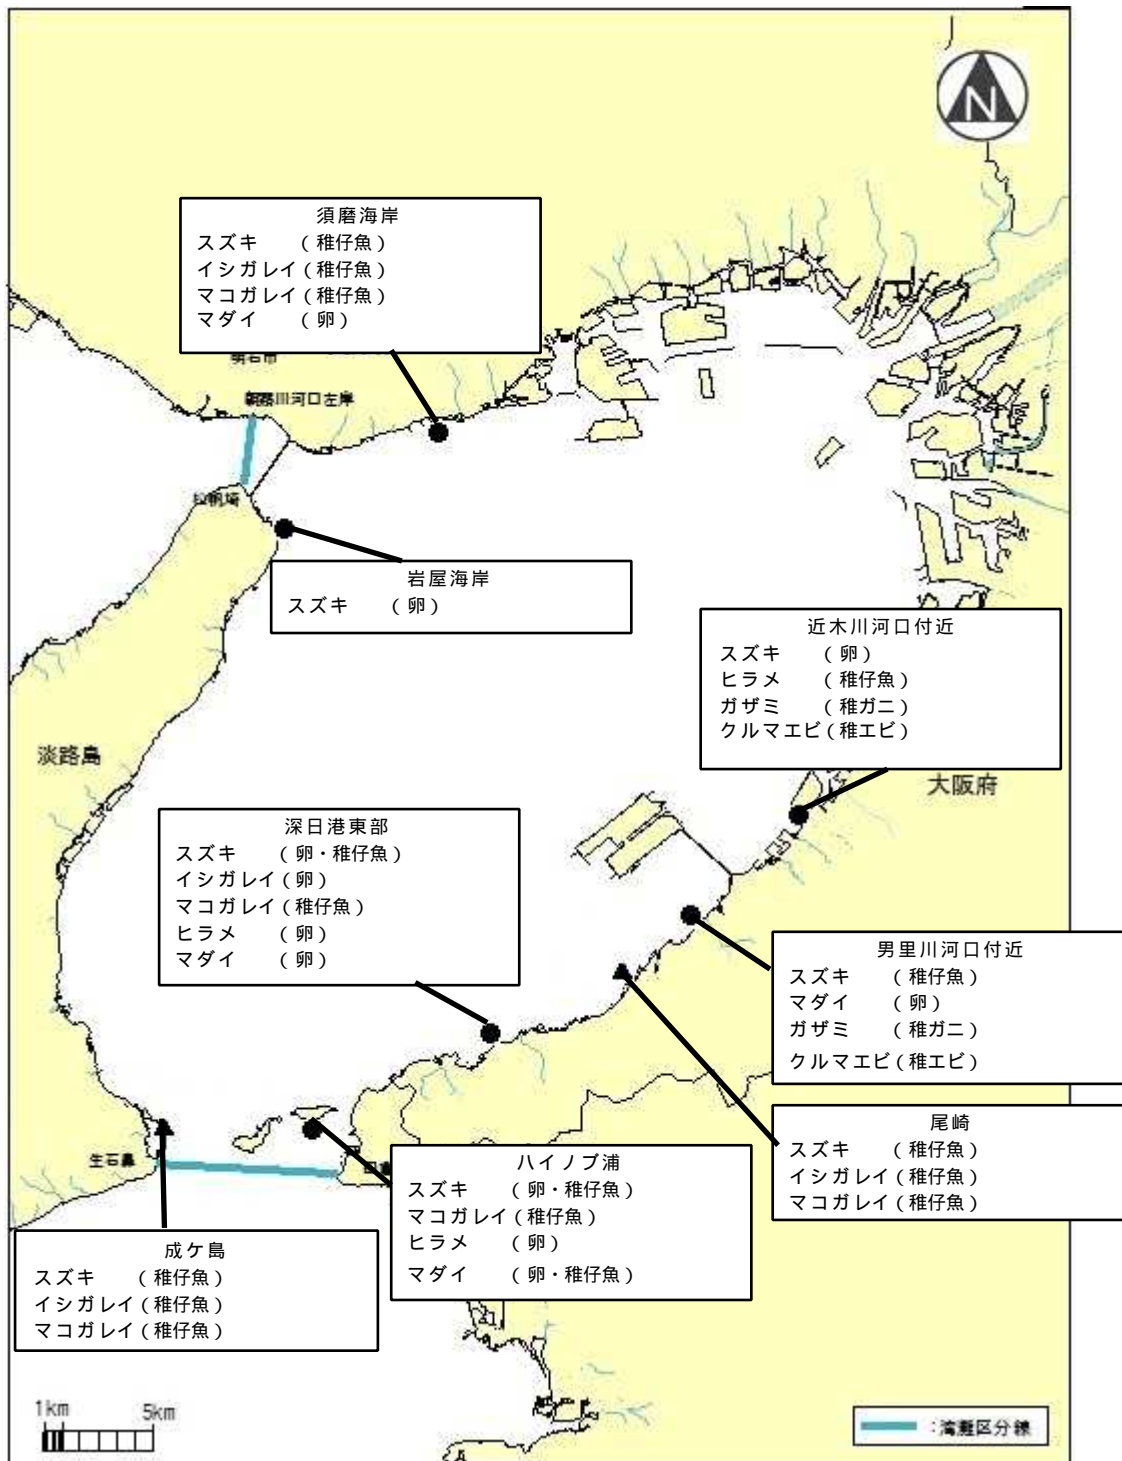 N
須磨海岸
スズキ （稚仔魚）
イシガレイ（稚仔魚）
マコガレイ（稚仔魚）
マダイ （卵）
明石市
朝霧川河口左岸
松帆埼
岩屋海岸
スズキ （卵）
近木川河口付近
スズキ （卵）
ヒラメ （稚仔魚）
ガザミ （稚ガニ）
クルマエビ（稚エビ）
淡路島
大阪府
深日港東部
スズキ （卵・稚仔魚）
イシガレイ（卵）
マコガレイ（稚仔魚）
ヒラメ （卵）
マダイ （卵）
男里川河口付近
スズキ （稚仔魚）
マダイ （卵）
ガザミ （稚ガニ）
クルマエビ（稚エビ）
尾崎
スズキ （稚仔魚）
イシガレイ（稚仔魚）
マコガレイ（稚仔魚）
生石鼻
ハイノブ浦
スズキ （卵・稚仔魚）
マコガレイ（稚仔魚）
ヒラメ （卵）
マダイ （卵・稚仔魚）
成ケ島
スズキ （稚仔魚）
イシガレイ（稚仔魚）
マコガレイ（稚仔魚）
1km 5km
：湾灘区分線